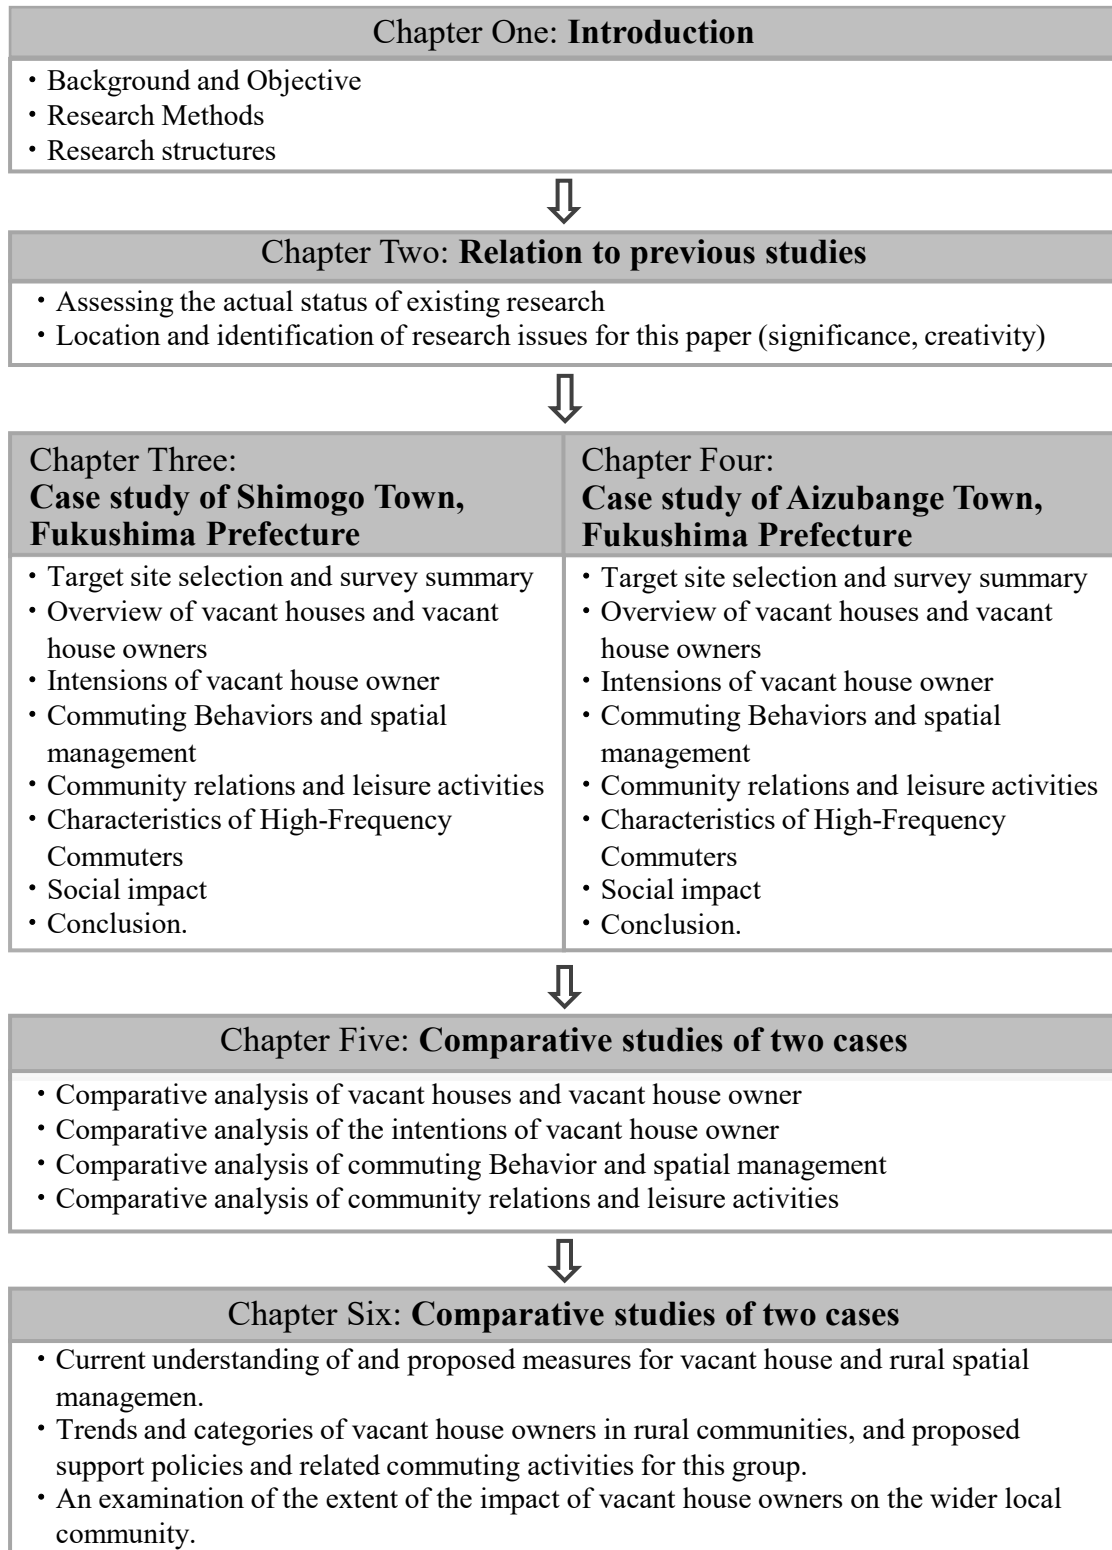 Chapter One: Introduction
・Background and Objective
・Research Methods
・Research structures
Chapter Two: Relation to previous studies
・Assessing the actual status of existing research
・Location and identification of research issues for this paper (significance, creativity)
Chapter Three:
Case study of Shimogo Town,
Fukushima Prefecture
・Target site selection and survey summary
・Overview of vacant houses and vacant
house owners
・Intensions of vacant house owner
・Commuting Behaviors and spatial
management
・Community relations and leisure activities
・Characteristics of High-Frequency
Commuters
・Social impact
・Conclusion.
Chapter Four:
Case study of Aizubange Town,
Fukushima Prefecture
・Target site selection and survey summary
・Overview of vacant houses and vacant
house owners
・Intensions of vacant house owner
・Commuting Behaviors and spatial
management
・Community relations and leisure activities
・Characteristics of High-Frequency
Commuters
・Social impact
・Conclusion.
Chapter Five: Comparative studies of two cases
・Comparative analysis of vacant houses and vacant house owner
・Comparative analysis of the intentions of vacant house owner
・Comparative analysis of commuting Behavior and spatial management
・Comparative analysis of community relations and leisure activities
Chapter Six: Comparative studies of two cases
・Current understanding of and proposed measures for vacant house and rural spatial
managemen.
・Trends and categories of vacant house owners in rural communities, and proposed
support policies and related commuting activities for this group.
・An examination of the extent of the impact of vacant house owners on the wider local
community.